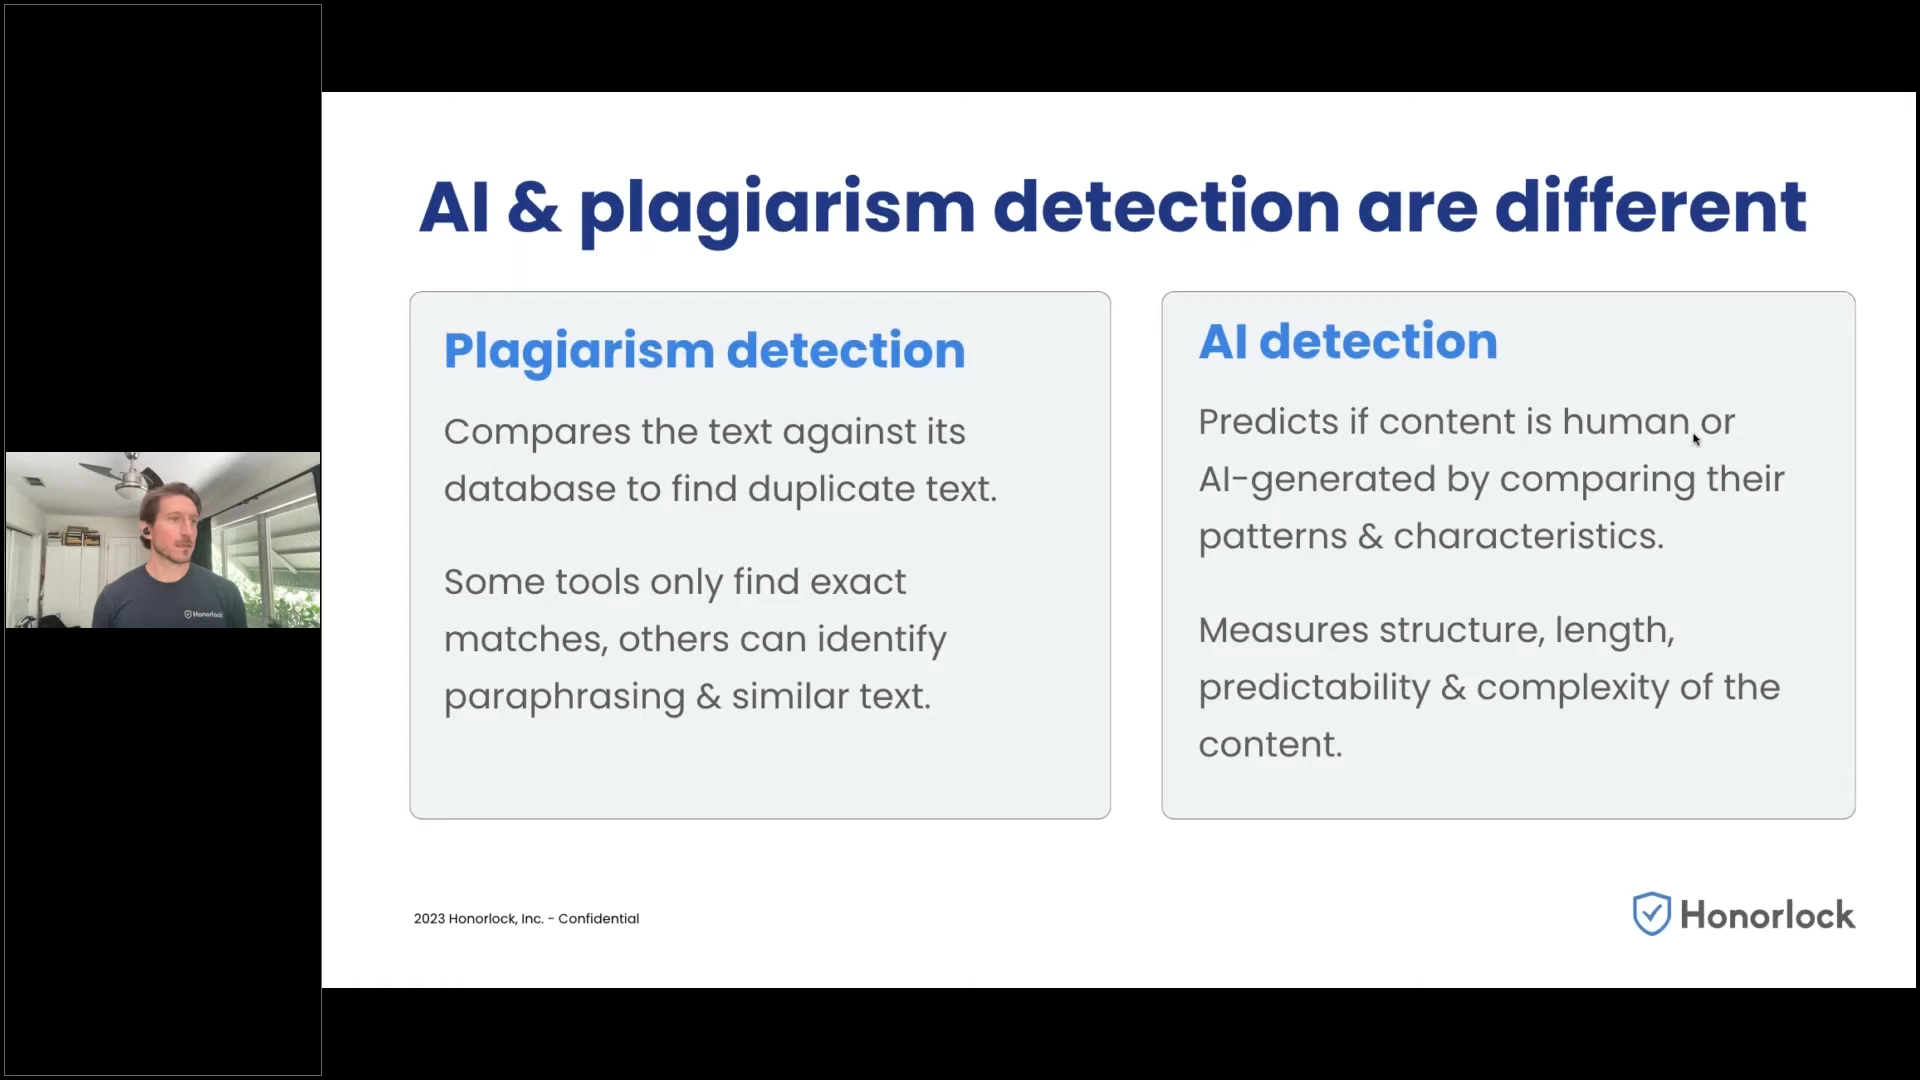 AI & plagiarism detection are different
Plagiarism detection
Compares the text against its
database to find duplicate text.
Some tools only find exact
matches, others can identify
paraphrasing & similar text.
AI detection
Predicts if content is human or
AI-generated by comparing their
patterns & characteristics.
Measures structure, length,
predictability & complexity of the
content.
Honorlock
2023 Honorlock, Inc. - Confidential
Honorlock